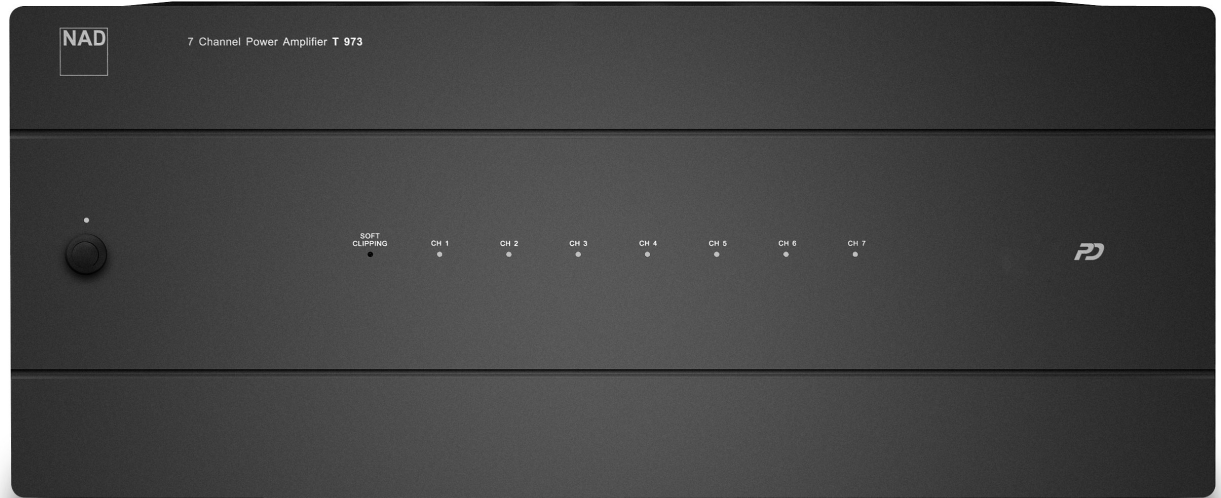 NAD
7 Channel Power Amplifier T 973
SOFT
CLIPPING
CH 1
CH 2
CH 3
CH 4
CH 5
CH 6
CH 7
PD